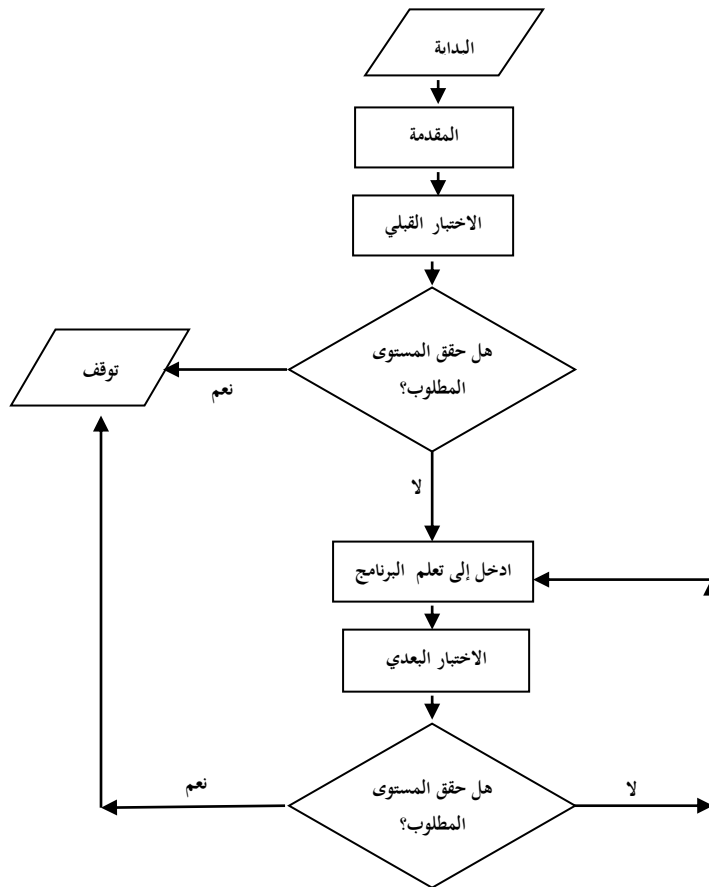 البداية
المقدمة
الاختبار القبلي
هل حقق المستوى
المطلوب؟
نعم
توقف
لا
ادخل إلى تعلم البرنامج
الاختبار البعدي
هل حقق المستوى
المطلوب؟
لا
نعم